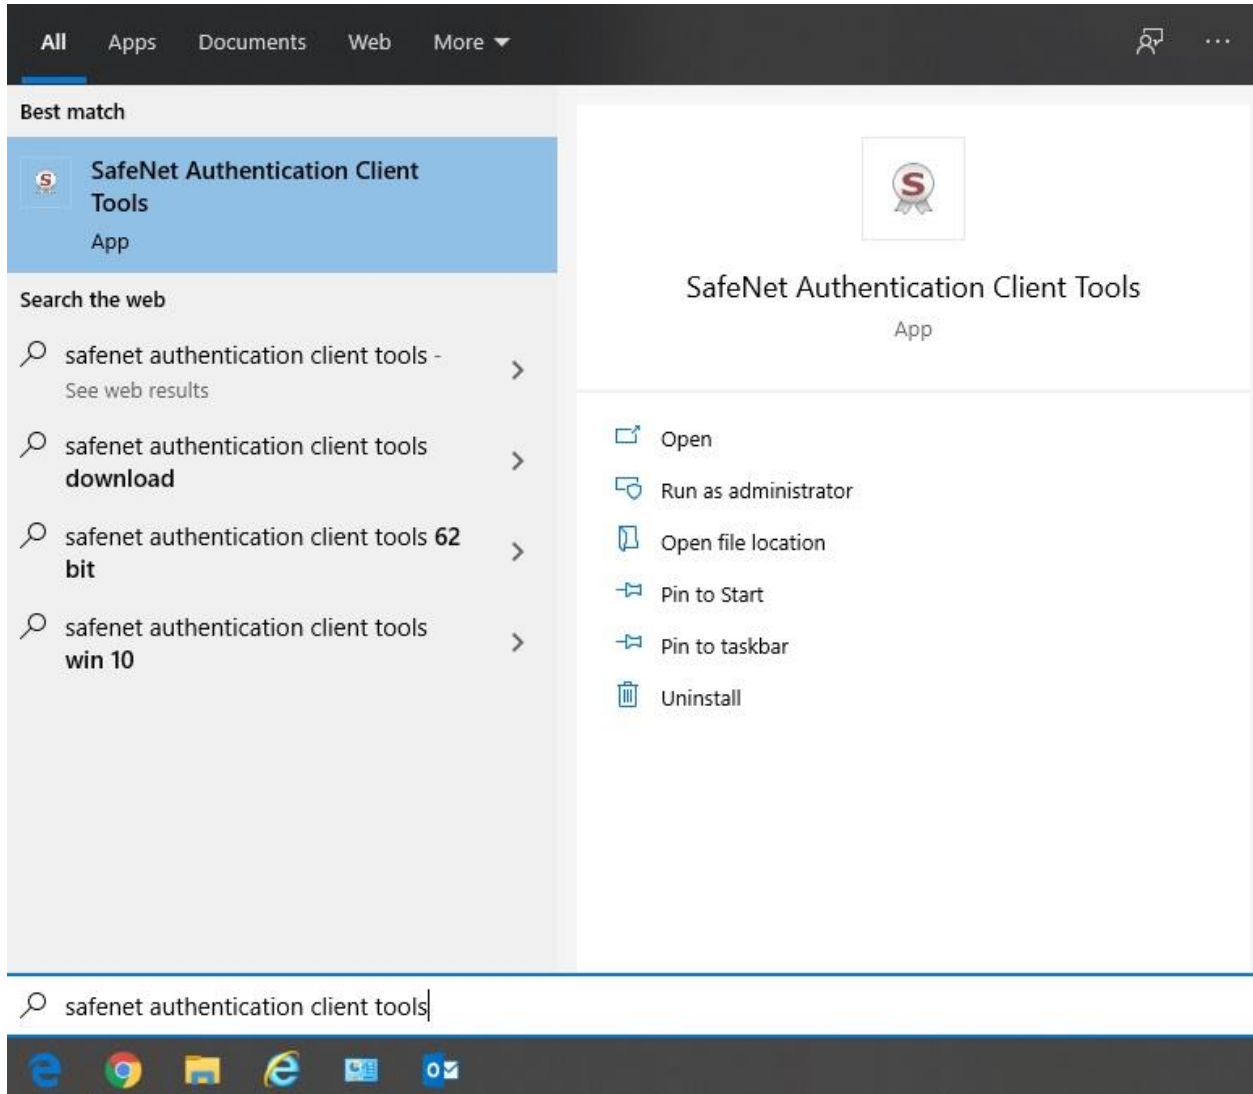 All Apps Documents Web More
Best match
SafeNet Authentication Client
Tools
App
Search the web
safenet authentication client tools -
See web results
safenet authentication client tools
download
safenet authentication client tools 62
bit
safenet authentication client tools
win 10
S
SafeNet Authentication Client Tools
App
Open
Run as administrator
Open file location
Pin to Start
Pin to taskbar
Uninstall
safenet authentication client tools